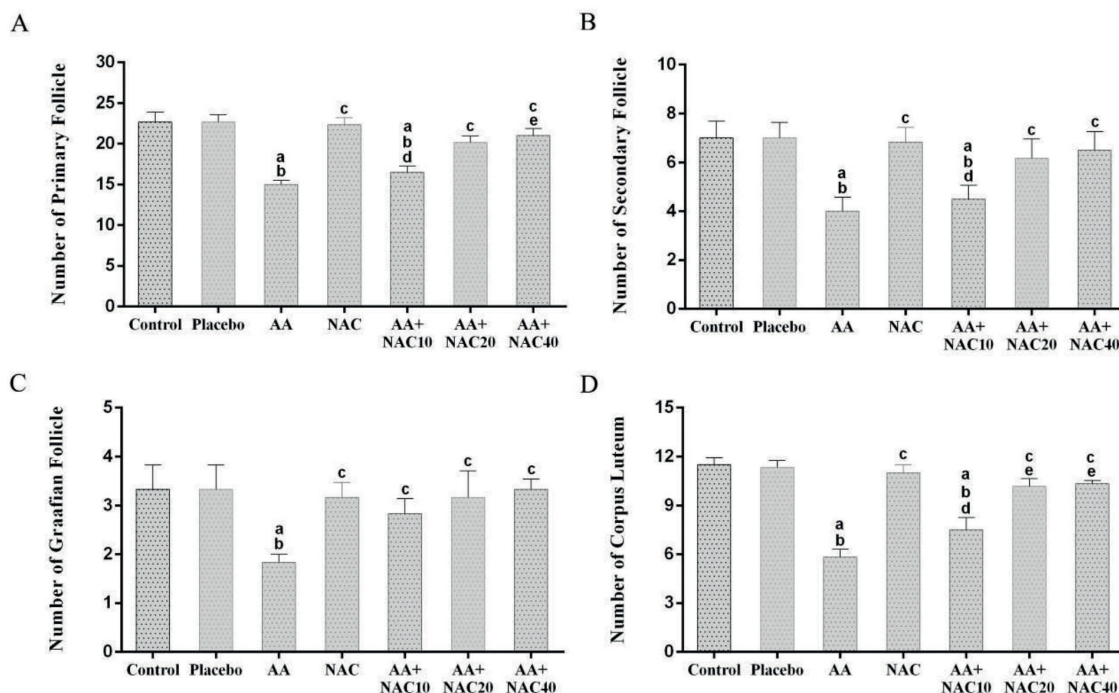 A
Number of Primary Follicle
30
25
20
15
10
5
0
a
b
c
a
b
d
c
c
e
Control Placebo AA NAC AA+ AA+ AA+
NAC10 NAC20 NAC40
B
Number of Secondary Follicle
10
8
6
4
2
0
a
b
c
a
b
d
c
c
Control Placebo AA NAC AA+ AA+ AA+
NAC10 NAC20 NAC40
C
Number of Graafian Follicle
5
4
3
2
1
0
a
b
c
c
c
c
Control Placebo AA NAC AA+ AA+ AA+
NAC10 NAC20 NAC40
D
Number of Corpus Luteum
15
12
9
6
3
0
a
b
c
a
b
d
c
e
c
e
Control Placebo AA NAC AA+ AA+ AA+
NAC10 NAC20 NAC40